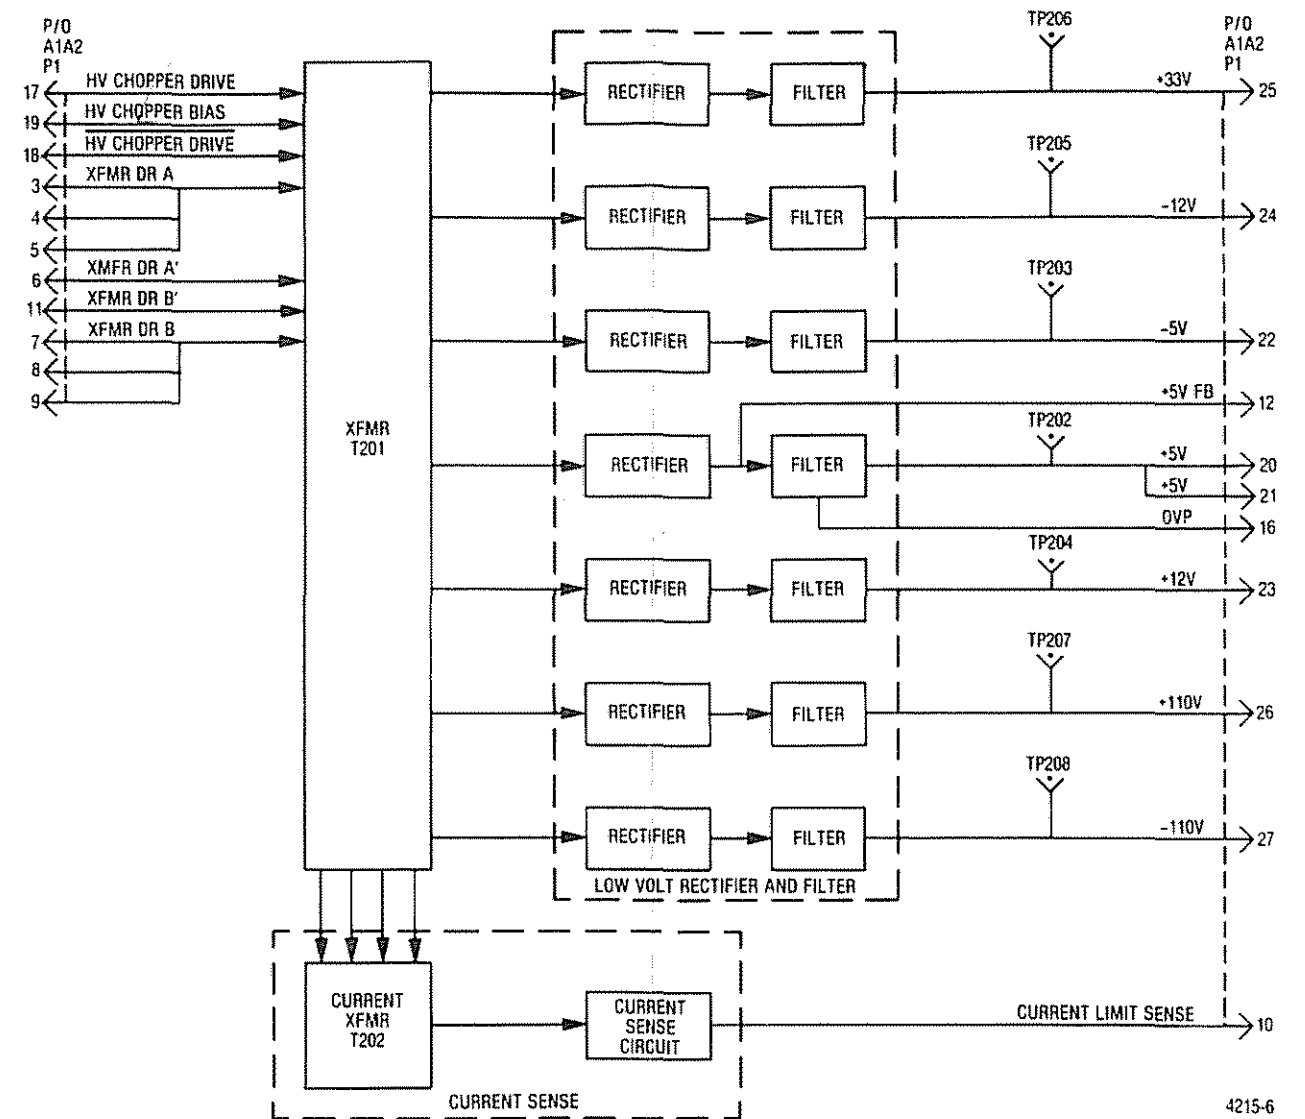 P/O
A1A2
P1
17
HV CHOPPER DRIVE
19
HV CHOPPER BIAS
18
HV CHOPPER DRIVE
3
XFMR DR A
4
5
6
XMFR DR A'
11
XFMR DR B'
7
XFMR DR B
8
9
XFMR
T201
RECTIFIER
FILTER
TP206
P/O
A1A2
P1
+33V
25
RECTIFIER
FILTER
TP205
-12V
24
RECTIFIER
FILTER
TP203
-5V
22
+5V FB
12
RECTIFIER
FILTER
TP202
+5V
20
+5V
21
OVP
16
RECTIFIER
FILTER
TP204
+12V
23
RECTIFIER
FILTER
TP207
+110V
26
RECTIFIER
FILTER
TP208
-110V
27
LOW VOLT RECTIFIER AND FILTER
CURRENT
XFMR
T202
CURRENT
SENSE
CIRCUIT
CURRENT LIMIT SENSE
10
CURRENT SENSE
4215-6